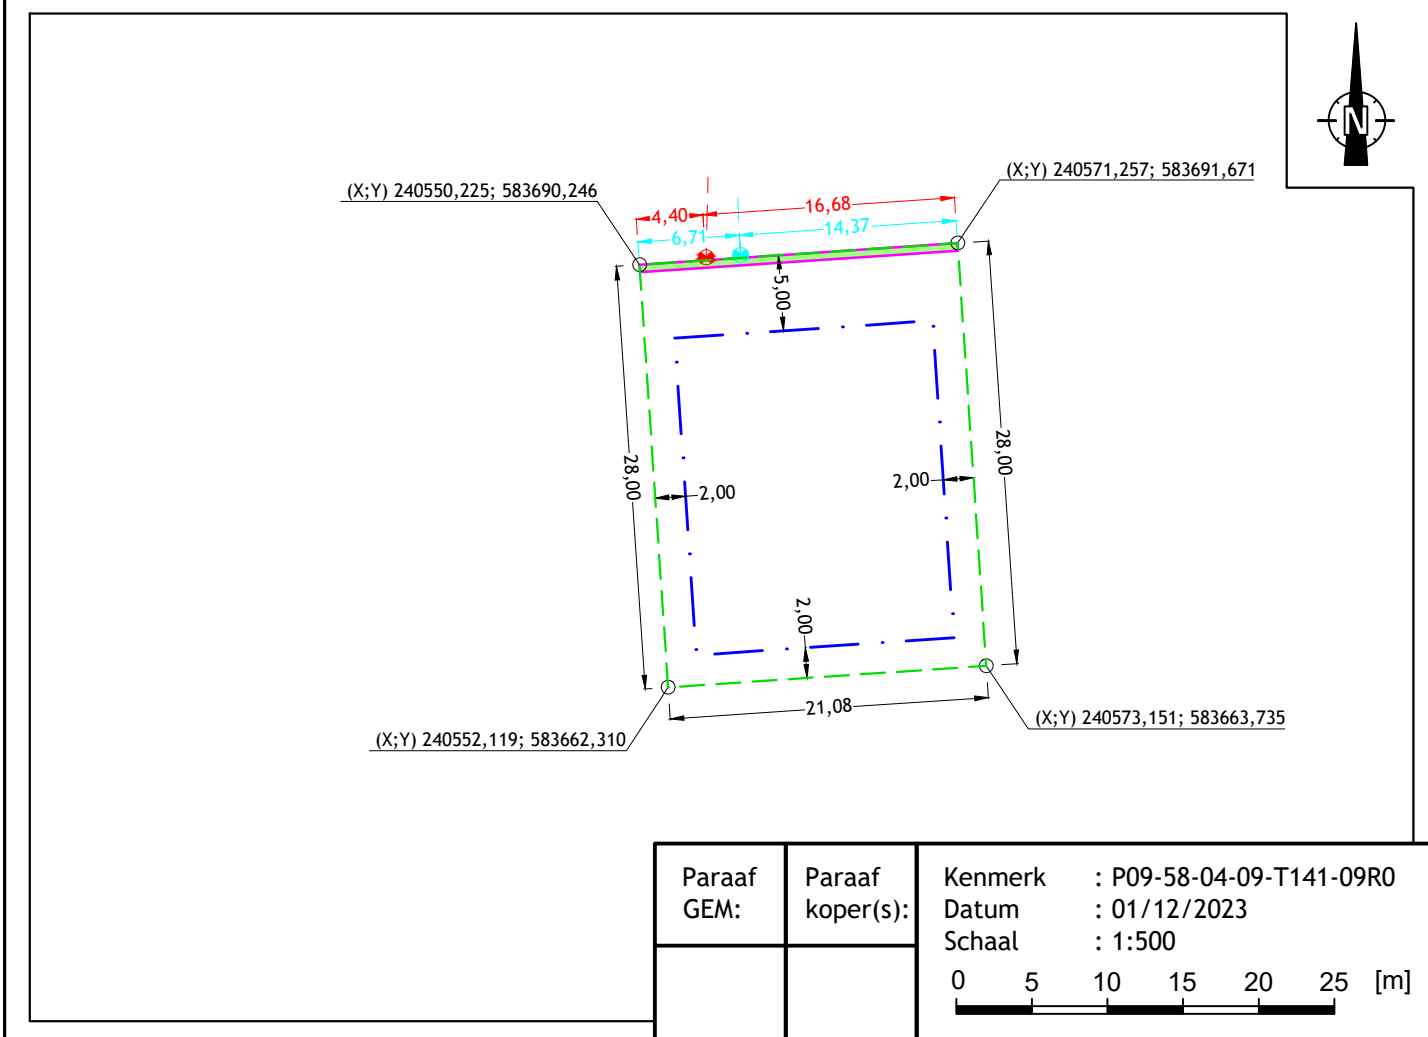 N
(X;Y) 240571,257; 583691,671
(X;Y) 240550,225; 583690,246
4,40
16,68
6,71
14,37
5,00
28,00
28,00
2,00
2,00
2,00
21,08
(X;Y) 240573,151; 583663,735
(X;Y) 240552,119; 583662,310
Paraaf
GEM:
Paraaf
koper(s):
Kenmerk : P09-58-04-09-T141-09R0
Datum : 01/12/2023
Schaal : 1:500
0 5 10 15 20 25 [m]